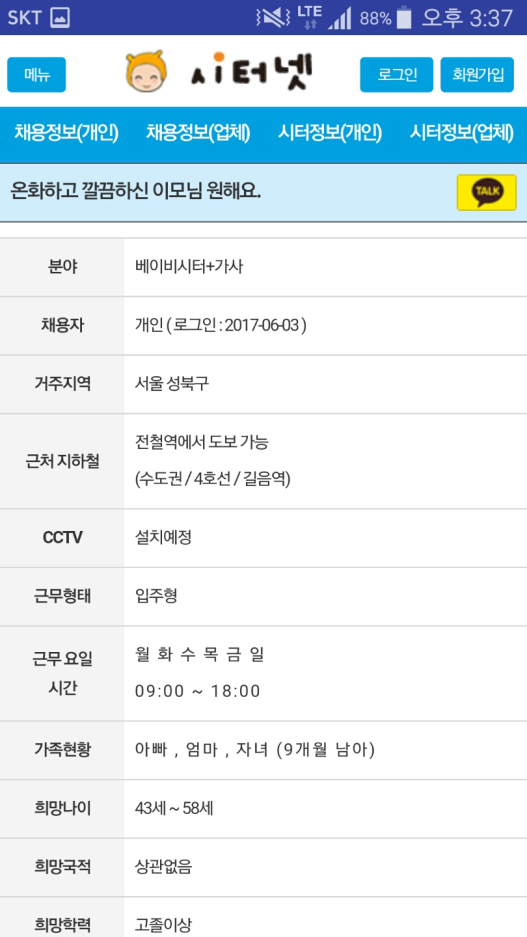 SKT LTE 88% 오후 3:37
메뉴 시터넷 로그인 회원가입
채용정보(개인) 채용정보(업체) 시터정보(개인) 시터정보(업체)
온화하고 깔끔하신 이모님 원해요. TALK
분야 베이비시터+가사
채용자 개인 ( 로그인 : 2017-06-03 )
거주지역 서울 성북구
근처 지하철 전철역에서 도보 가능
(수도권 / 4호선 / 길음역)
CCTV 설치예정
근무형태 입주형
근무 요일 월 화 수 목 금 일
시간 09:00 ~ 18:00
가족현황 아빠 , 엄마 , 자녀 (9개월 남아)
희망나이 43세 ~ 58세
희망국적 상관없음
희망학력 고졸이상